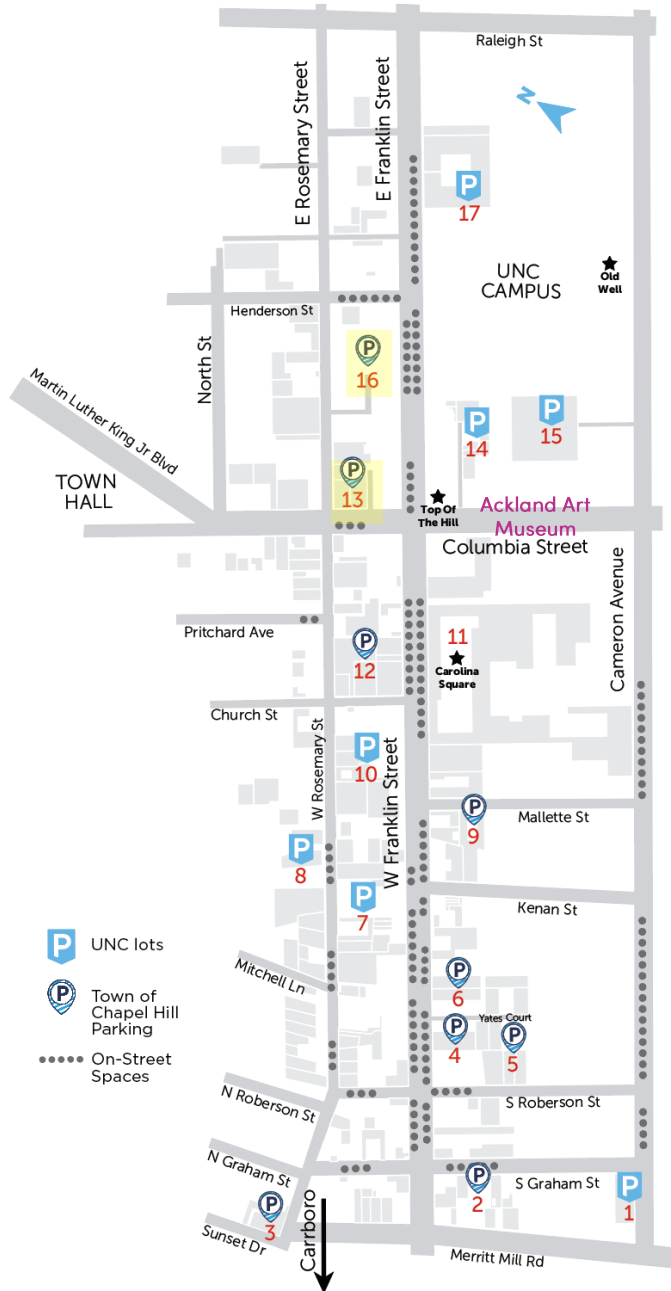 Raleigh St
E Rosemary Street
E Franklin Street
N
P
17
UNC
CAMPUS
Old
Well
Henderson St
North St
P
16
Martin Luther King Jr Blvd
P
14
P
15
TOWN
HALL
P
13
Top Of
The Hill
Ackland Art
Museum
Columbia Street
Cameron Avenue
Pritchard Ave
P
12
11
Carolina
Square
Church St
W Rosemary St
P
10
W Franklin Street
P
9
Mallette St
P
8
P
7
Kenan St
P
UNC lots
Mitchell Ln
P
6
P
Town of
Chapel Hill
Parking
Yates Court
P
4
P
5
On-Street
Spaces
N Roberson St
S Roberson St
N Graham St
S Graham St
P
2
P
1
P
3
Sunset Dr
Carrboro
Merritt Mill Rd